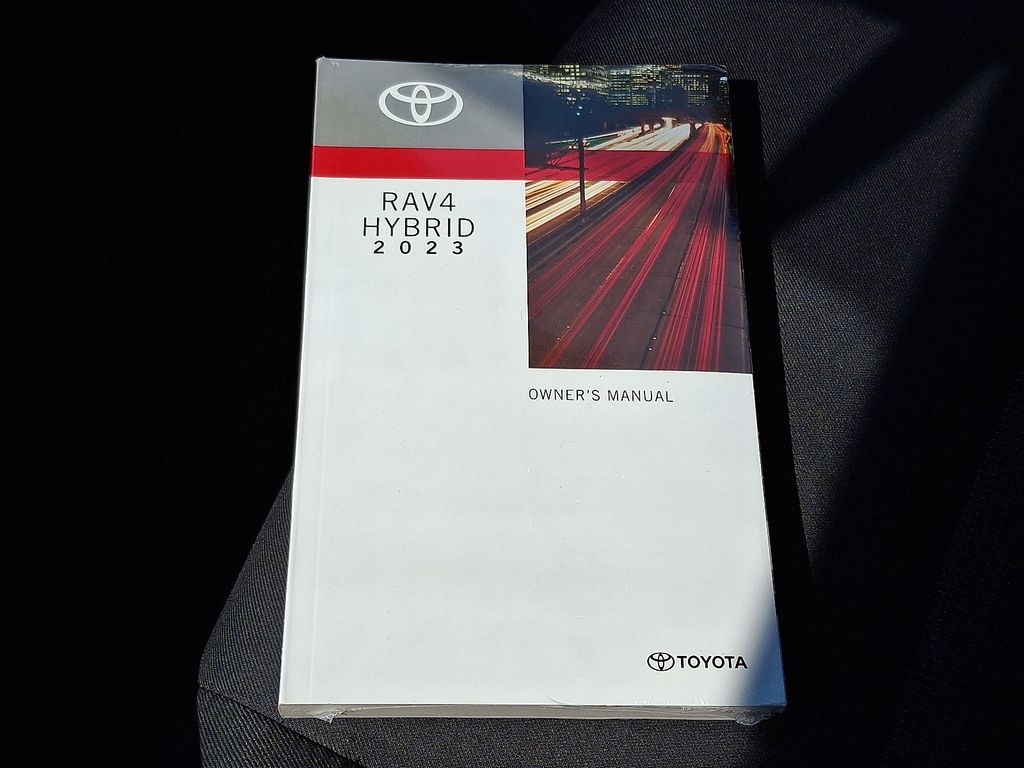 RAV4
HYBRID
2023
OWNER'S MANUAL
TOYOTA